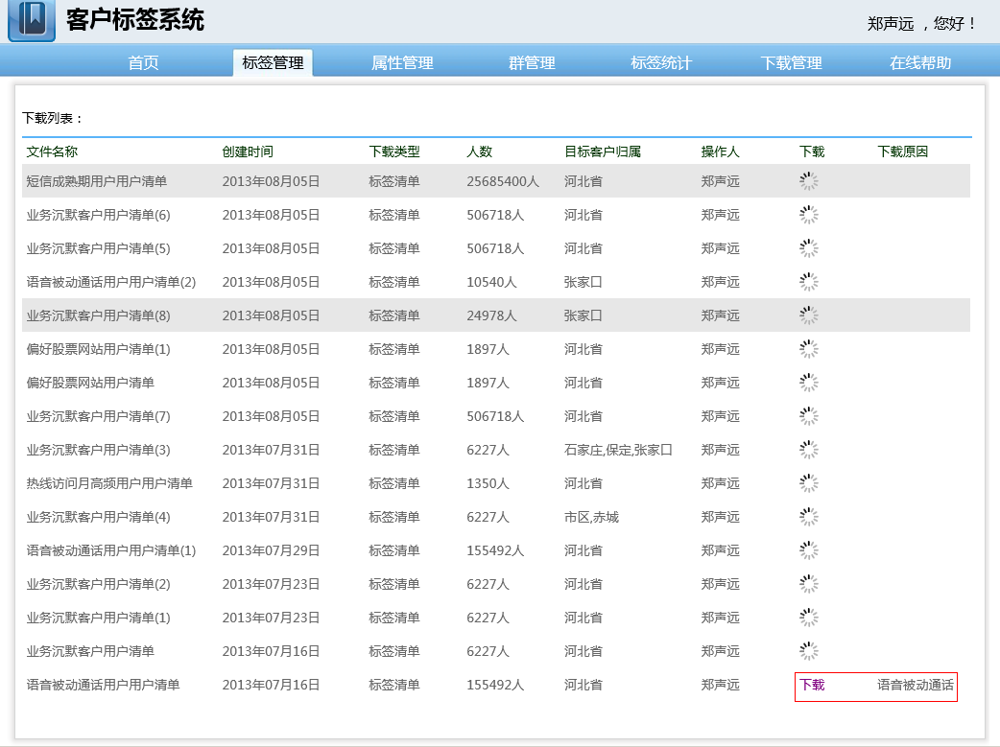 客户标签系统
郑声远 ，您好！
首页 标签管理 属性管理 群管理 标签统计 下载管理 在线帮助
下载列表：
文件名称 创建时间 下载类型 人数 目标客户归属 操作人 下载 下载原因
短信成熟期用户用户清单 2013年08月05日 标签清单 25685400人 河北省 郑声远
业务沉默客户用户清单(6) 2013年08月05日 标签清单 506718人 河北省 郑声远
业务沉默客户用户清单(5) 2013年08月05日 标签清单 506718人 河北省 郑声远
语音被动通话用户用户清单(2) 2013年08月05日 标签清单 10540人 张家口 郑声远
业务沉默客户用户清单(8) 2013年08月05日 标签清单 24978人 张家口 郑声远
偏好股票网站用户清单(1) 2013年08月05日 标签清单 1897人 河北省 郑声远
偏好股票网站用户清单 2013年08月05日 标签清单 1897人 河北省 郑声远
业务沉默客户用户清单(7) 2013年08月05日 标签清单 506718人 河北省 郑声远
业务沉默客户用户清单(3) 2013年07月31日 标签清单 6227人 石家庄,保定,张家口 郑声远
热线访问月高频用户用户清单 2013年07月31日 标签清单 1350人 河北省 郑声远
业务沉默客户用户清单(4) 2013年07月31日 标签清单 6227人 市区,赤城 郑声远
语音被动通话用户用户清单(1) 2013年07月29日 标签清单 155492人 河北省 郑声远
业务沉默客户用户清单(2) 2013年07月23日 标签清单 6227人 河北省 郑声远
业务沉默客户用户清单(1) 2013年07月23日 标签清单 6227人 河北省 郑声远
业务沉默客户用户清单 2013年07月16日 标签清单 6227人 河北省 郑声远
语音被动通话用户用户清单 2013年07月16日 标签清单 155492人 河北省 郑声远 下载 语音被动通话